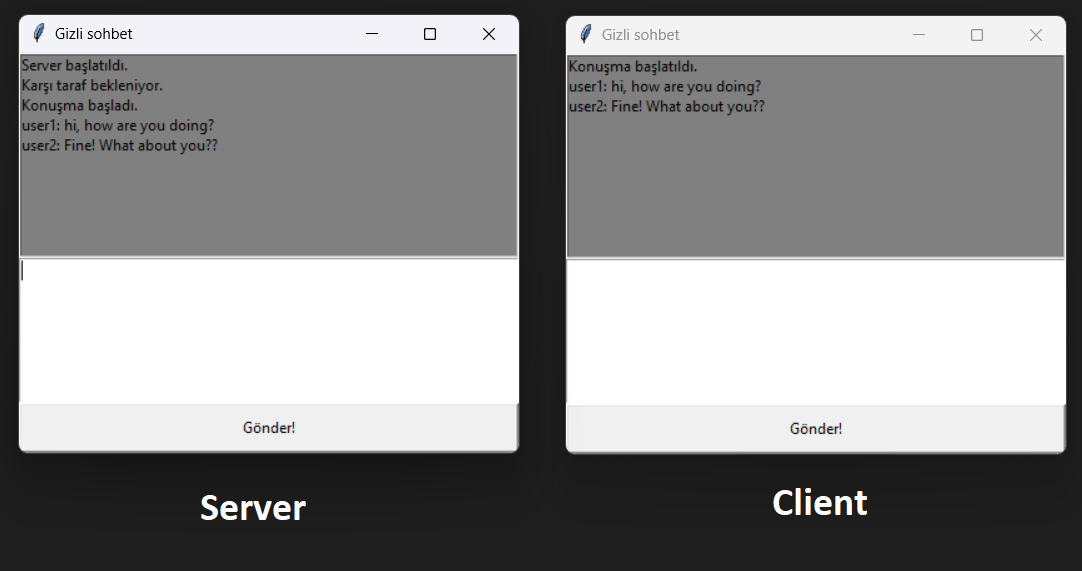 Gizli sohbet
Server başlatıldı.
Karşı taraf bekleniyor.
Konuşma başladı.
user1: hi, how are you doing?
user2: Fine! What about you??
Gönder!
Server
Gizli sohbet
Konuşma başlatıldı.
user1: hi, how are you doing?
user2: Fine! What about you??
Gönder!
Client